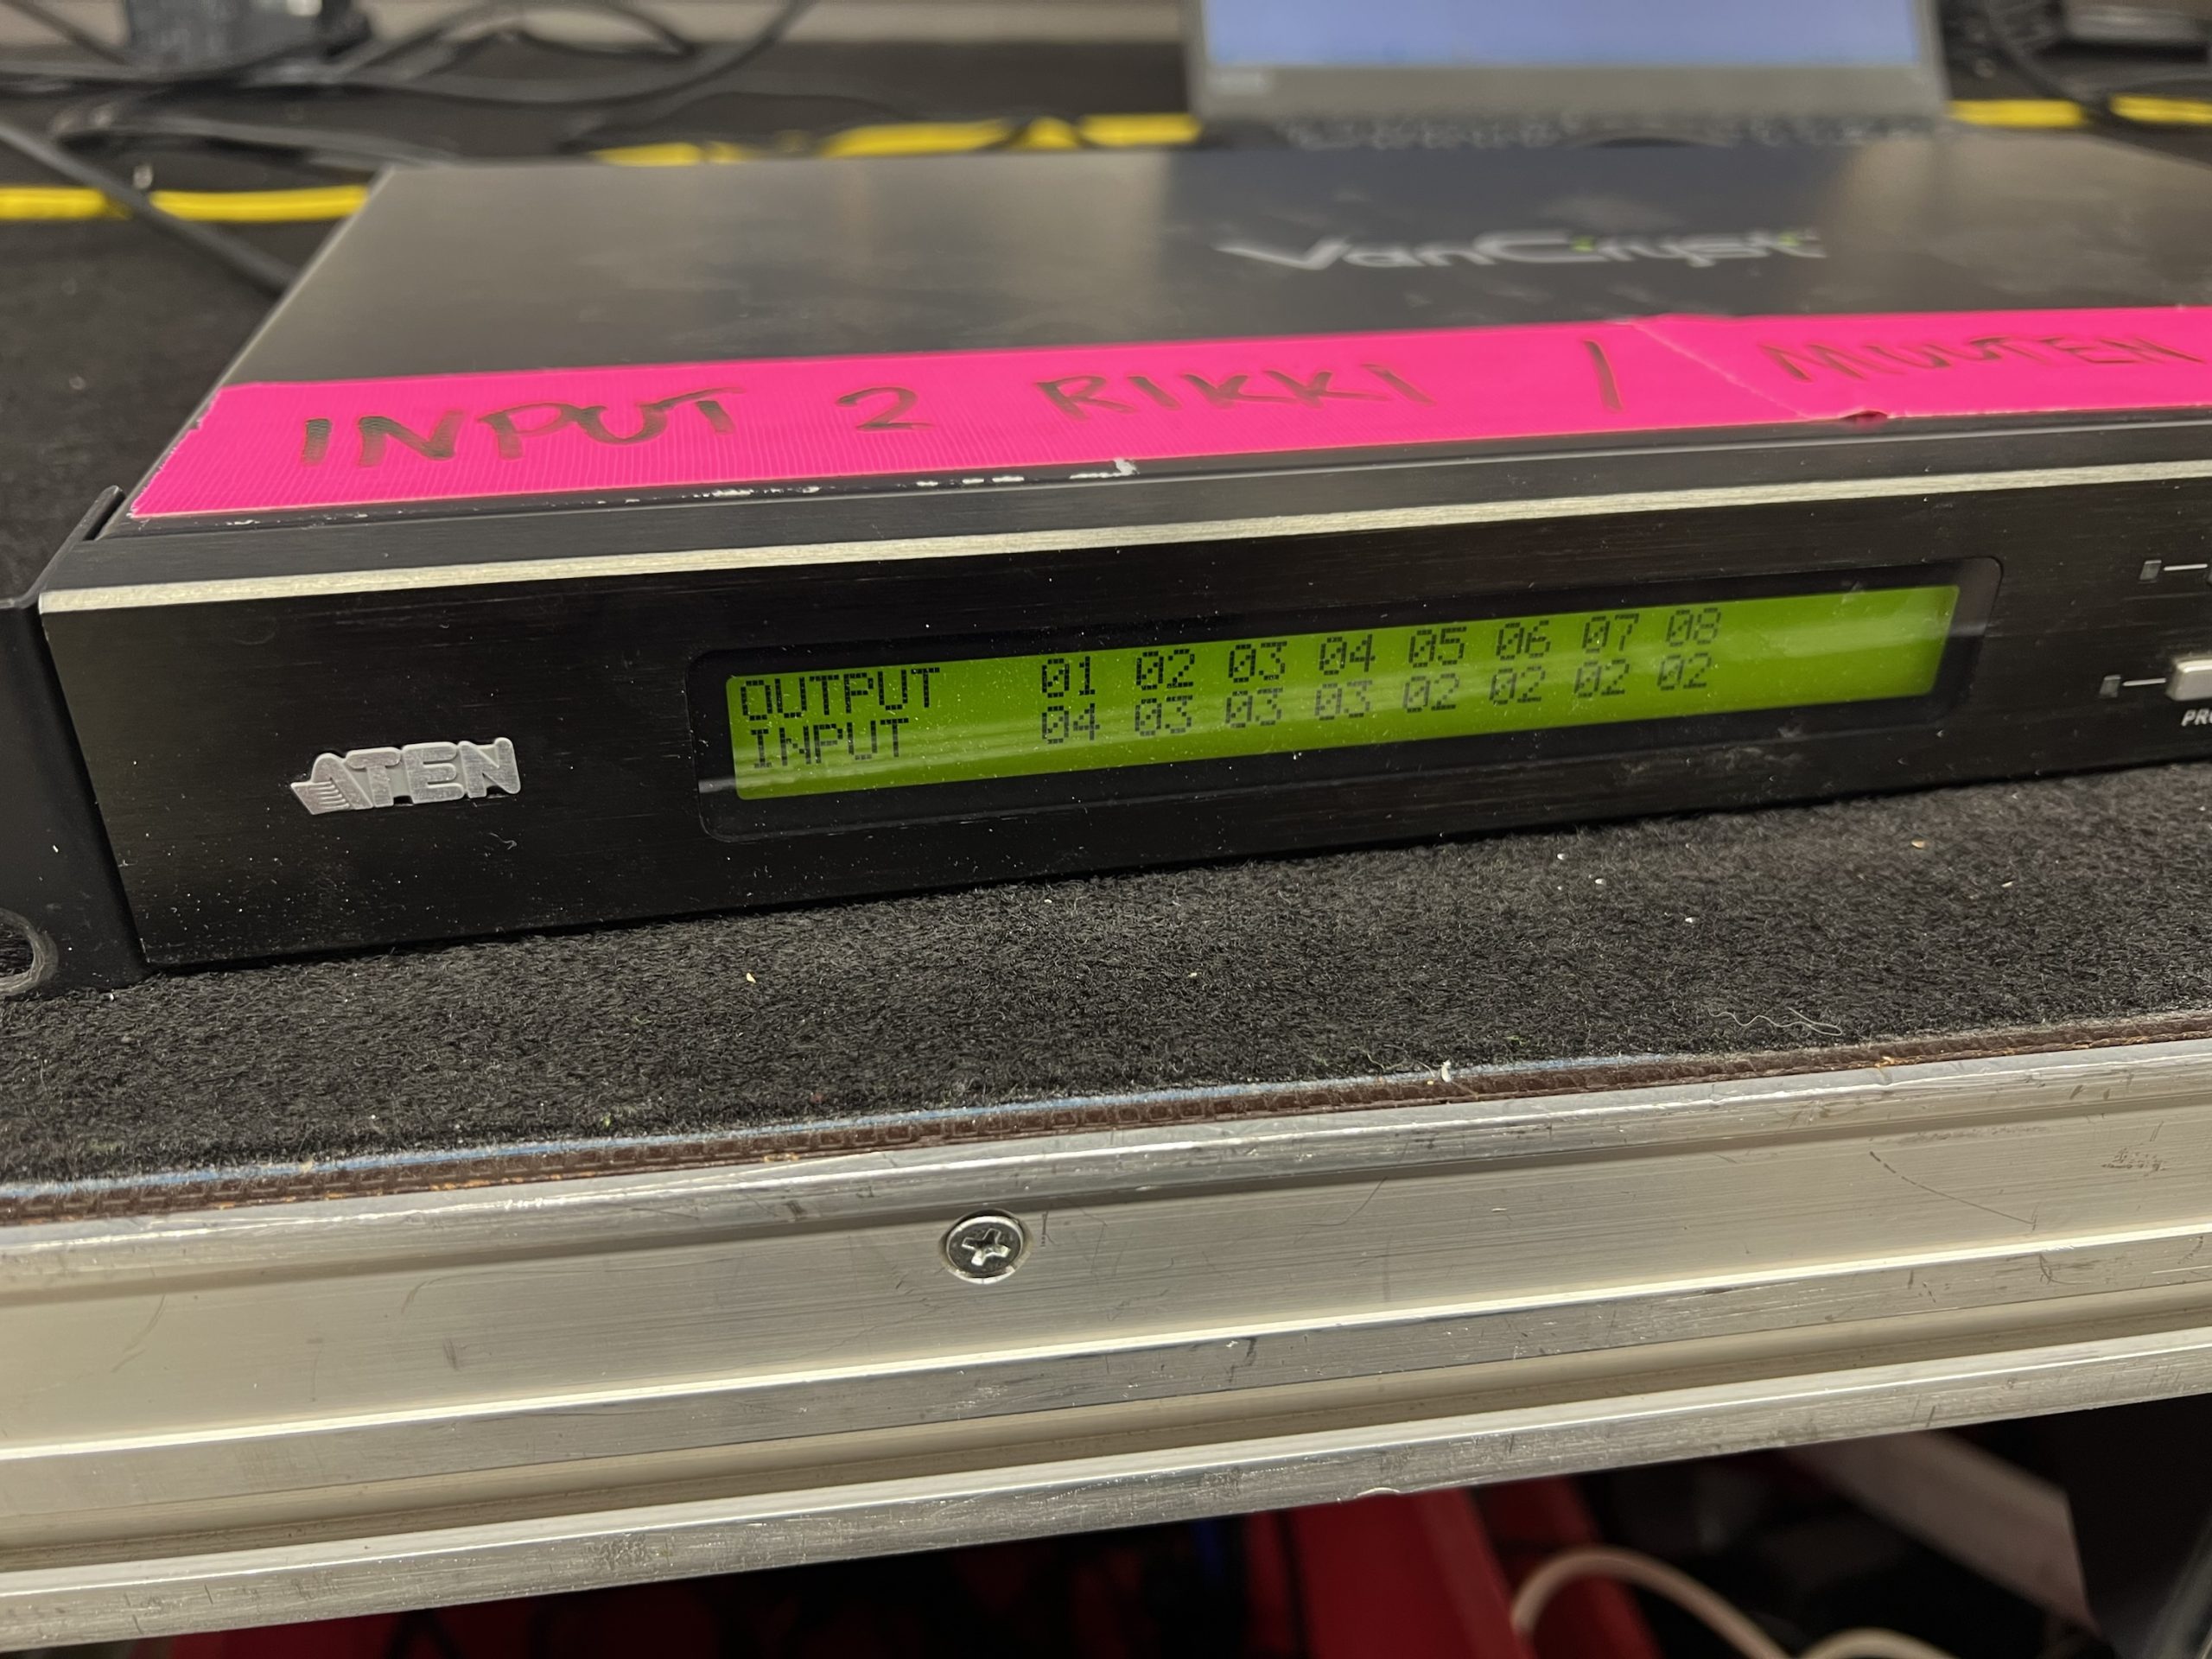 VanCryst
INPUT 2 RIKKI / MOUTEN
OUTPUT 01 02 03 04 05 06 07 08
INPUT 04 03 03 03 02 02 02 02
ATEN